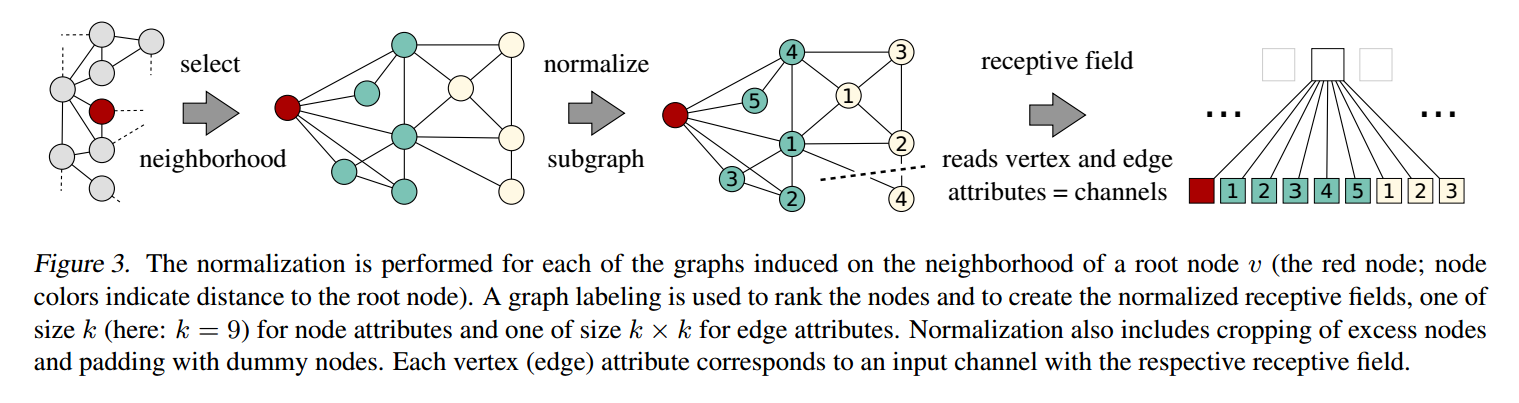 select
neighborhood
normalize
subgraph
4
3
5
1
1
2
3
2
4
receptive field
reads vertex and edge
attributes = channels
...
...
1 2 3 4 5 1 2 3
Figure 3. The normalization is performed for each of the graphs induced on the neighborhood of a root node v (the red node; node
colors indicate distance to the root node). A graph labeling is used to rank the nodes and to create the normalized receptive fields, one of
size k (here: k = 9) for node attributes and one of size k × k for edge attributes. Normalization also includes cropping of excess nodes
and padding with dummy nodes. Each vertex (edge) attribute corresponds to an input channel with the respective receptive field.